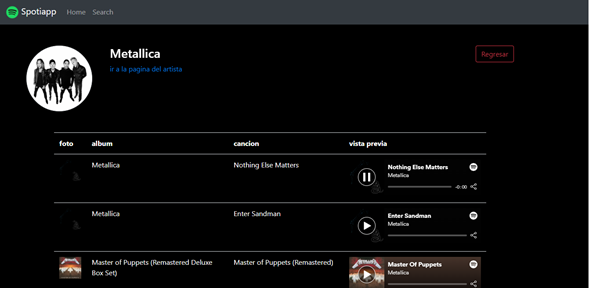 Spotiapp Home Search
Metallica
Regresar
ir a la pagina del artista
foto album cancion vista previa
Metallica Nothing Else Matters
Nothing Else Matters
Metallica
-0:00
Metallica Enter Sandman
Enter Sandman
Metallica
Master of Puppets (Remastered Deluxe
Box Set)
Master of Puppets (Remastered)
Master Of Puppets
Metallica